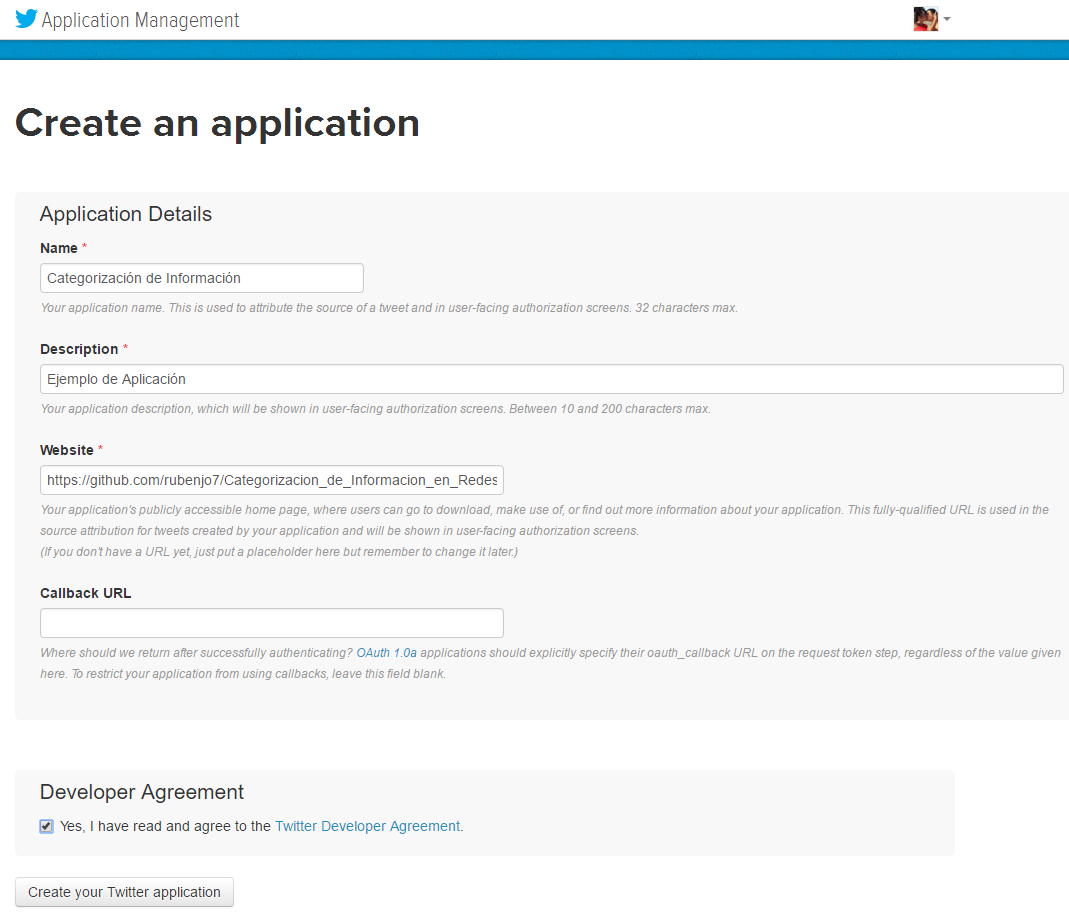 Application Management
Create an application
Application Details
Name *
Categorización de Información
Your application name. This is used to attribute the source of a tweet and in user-facing authorization screens. 32 characters max.
Description *
Ejemplo de Aplicación
Your application description, which will be shown in user-facing authorization screens. Between 10 and 200 characters max.
Website *
https://github.com/rubenjo7/Categorizacion_de_Informacion_en_Redes
Your application's publicly accessible home page, where users can go to download, make use of, or find out more information about your application. This fully-qualified URL is used in the
source attribution for tweets created by your application and will be shown in user-facing authorization screens.
(If you don't have a URL yet, just put a placeholder here but remember to change it later.)
Callback URL
Where should we return after successfully authenticating? OAuth 1.0a applications should explicitly specify their oauth_callback URL on the request token step, regardless of the value given
here. To restrict your application from using callbacks, leave this field blank.
Developer Agreement
Yes, I have read and agree to the Twitter Developer Agreement.
Create your Twitter application